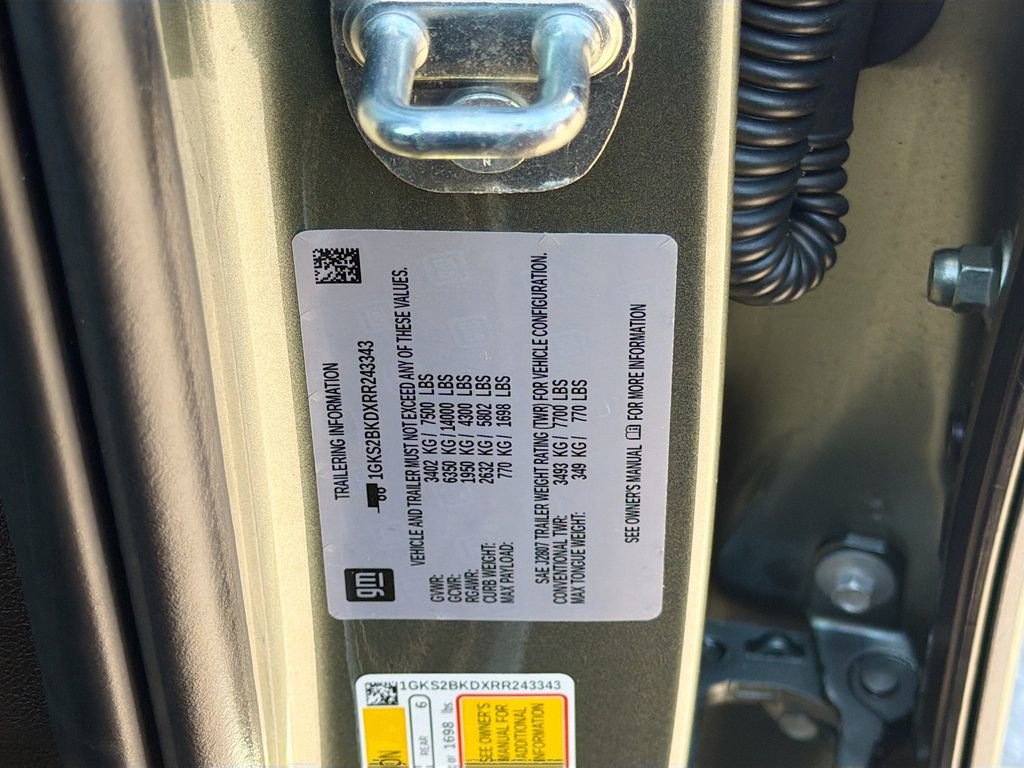 TRAILERING INFORMATION
gm
1GKS2BKDXRR243343
VEHICLE AND TRAILER MUST NOT EXCEED ANY OF THESE VALUES.
GVWR: 3402 KG / 7500 LBS
GCWR: 6350 KG / 14000 LBS
RGAWR: 1950 KG / 4300 LBS
CURB WEIGHT: 2632 KG / 5802 LBS
MAX PAYLOAD: 770 KG / 1698 LBS
SAE J2807 TRAILER WEIGHT RATING (TWR) FOR VEHICLE CONFIGURATION.
CONVENTIONAL TWR: 3493 KG / 7700 LBS
MAX TONGUE WEIGHT: 349 KG / 770 LBS
SEE OWNER'S MANUAL FOR MORE INFORMATION
1GKS2BKDXRR243343
REAR 6
1698 lbs
SEE OWNER'S
MANUAL FOR
ADDITIONAL
INFORMATION